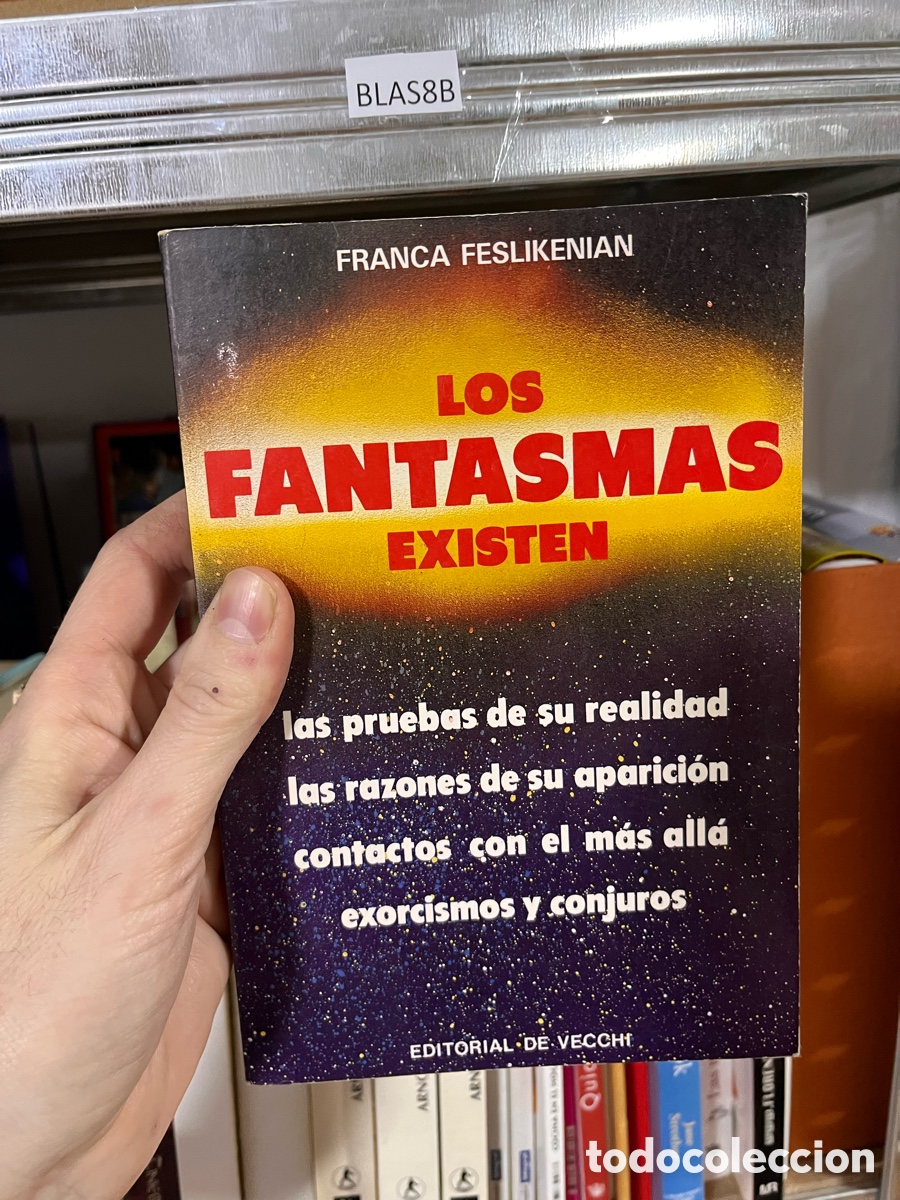 BLAS8B
FRANCA FESLIKENIAN
LOS
FANTASMAS
EXISTEN
las pruebas de su realidad
las razones de su aparición
contactos con el más allá
exorcismos y conjuros
EDITORIAL DE VECCHI
todocoleccion